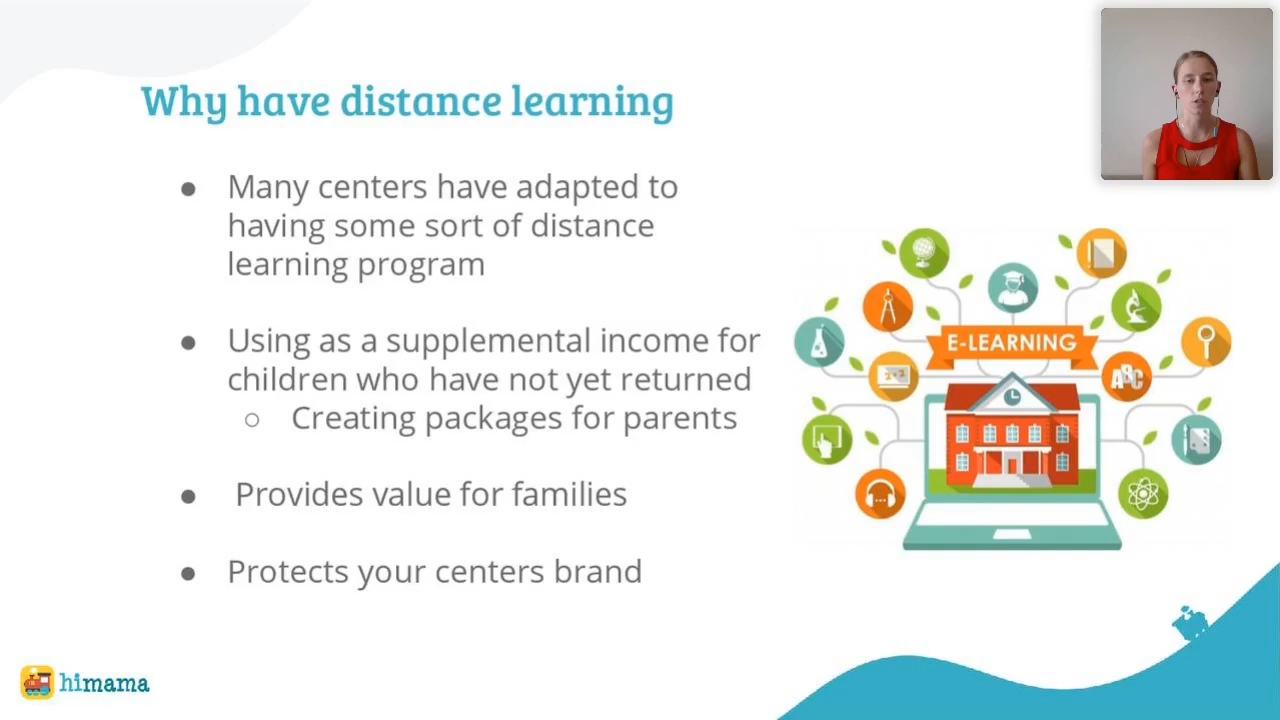 Why have distance learning
● Many centers have adapted to
having some sort of distance
learning program
● Using as a supplemental income for
children who have not yet returned
○ Creating packages for parents
● Provides value for families
● Protects your centers brand
E-LEARNING
2+2
ABC
himama